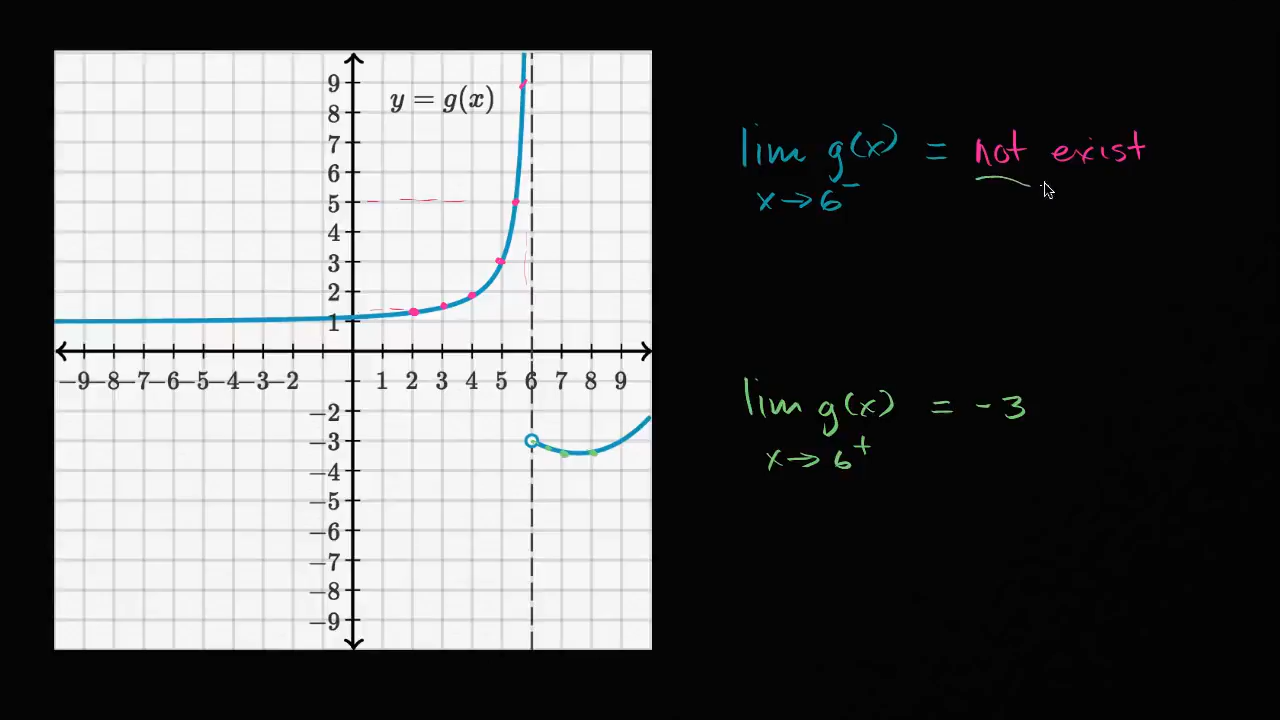 9
8
7
6
5
4
3
2
1
y = g(x)
−9−8−7−6−5−4−3−2 1 2 3 4 5 6 7 8 9
−2
−3
−4
−5
−6
−7
−8
−9
lim g(x) = not exist
x→6⁻
lim g(x) = -3
x→6⁺